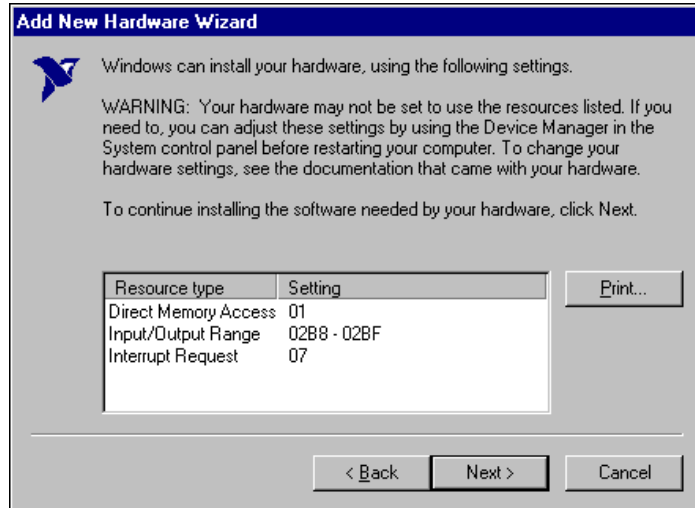 Add New Hardware Wizard
Windows can install your hardware, using the following settings.
WARNING: Your hardware may not be set to use the resources listed. If you
need to, you can adjust these settings by using the Device Manager in the
System control panel before restarting your computer. To change your
hardware settings, see the documentation that came with your hardware.
To continue installing the software needed by your hardware, click Next.
Resource type Setting
Direct Memory Access 01
Input/Output Range 02B8 - 02BF
Interrupt Request 07
Print...
< Back Next > Cancel